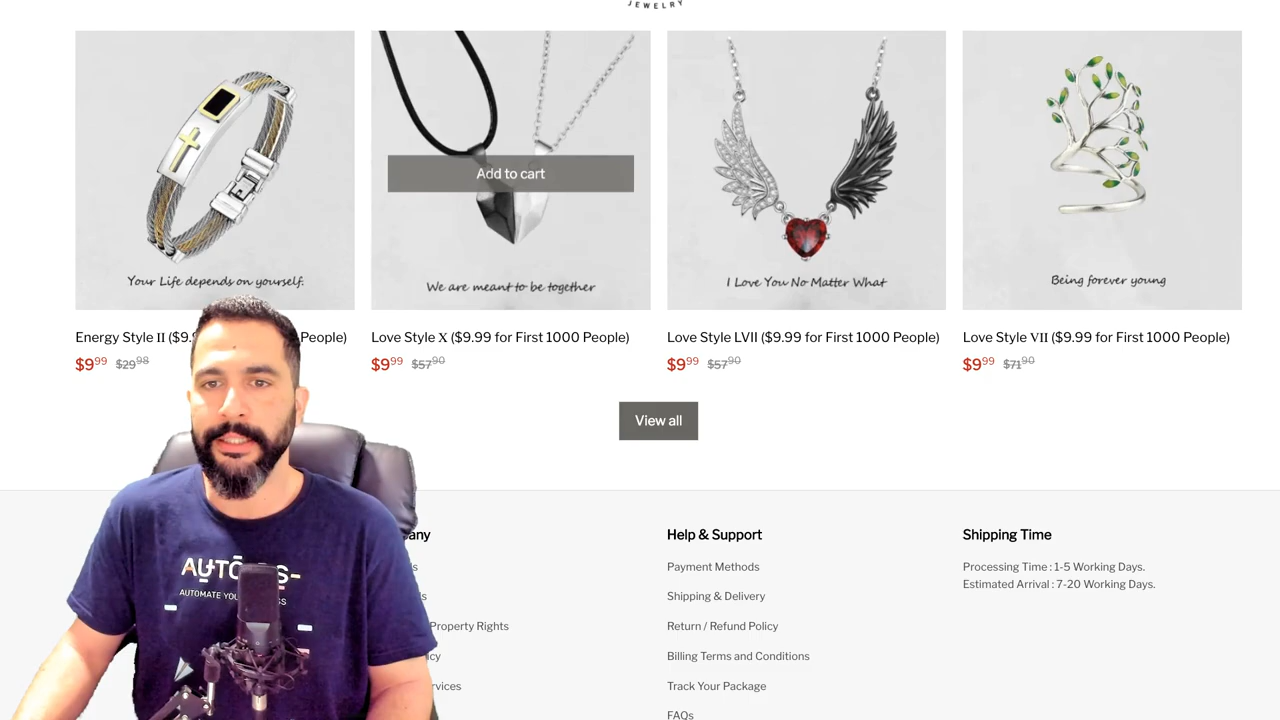 JEWELRY
Add to cart
Your Life depends on yourself.
We are meant to be together
I Love You No Matter What
Being forever young
Energy Style II ($9. People)
Love Style X ($9.99 for First 1000 People)
Love Style LVII ($9.99 for First 1000 People)
Love Style VII ($9.99 for First 1000 People)
$9.99 $29.98
$9.99 $57.90
$9.99 $57.90
$9.99 $71.90
View all
Help & Support
Shipping Time
Payment Methods
Processing Time : 1-5 Working Days.
Estimated Arrival : 7-20 Working Days.
Shipping & Delivery
Property Rights
Return / Refund Policy
Billing Terms and Conditions
Track Your Package
FAQs
AUTOMATE